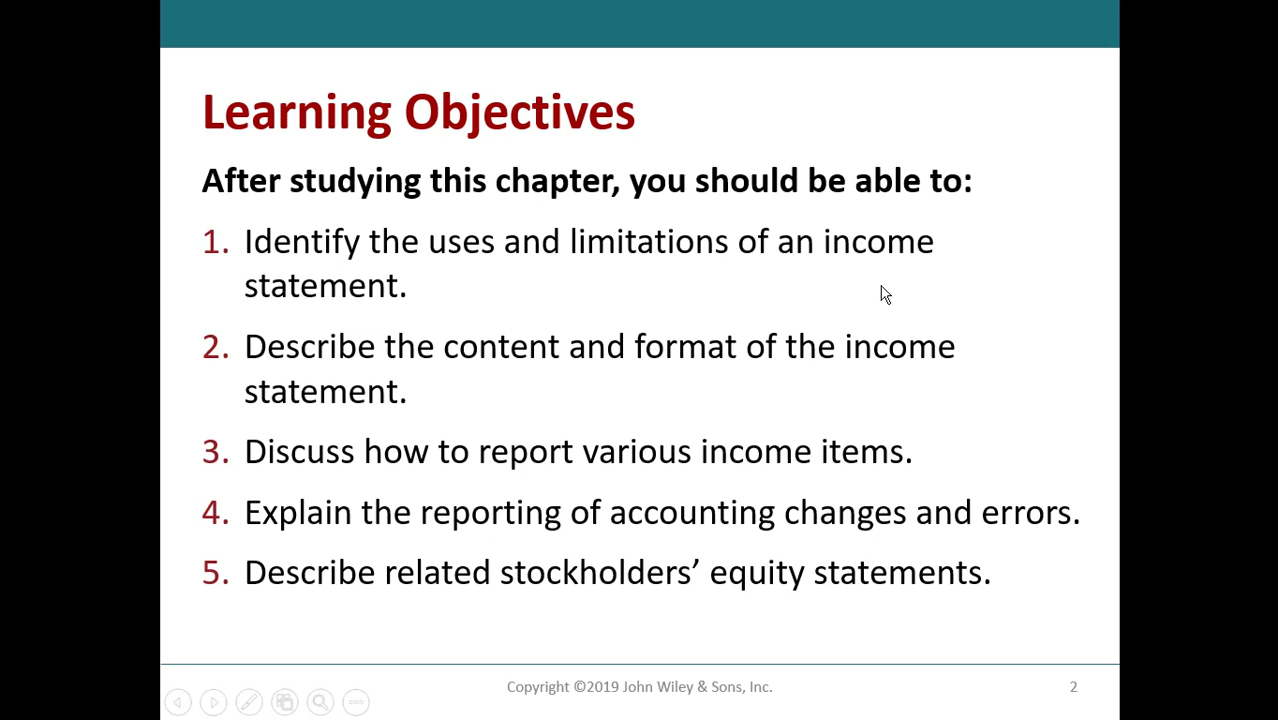 Learning Objectives
After studying this chapter, you should be able to:
1. Identify the uses and limitations of an income
statement.
2. Describe the content and format of the income
statement.
3. Discuss how to report various income items.
4. Explain the reporting of accounting changes and errors.
5. Describe related stockholders’ equity statements.
Copyright ©2019 John Wiley & Sons, Inc.
2